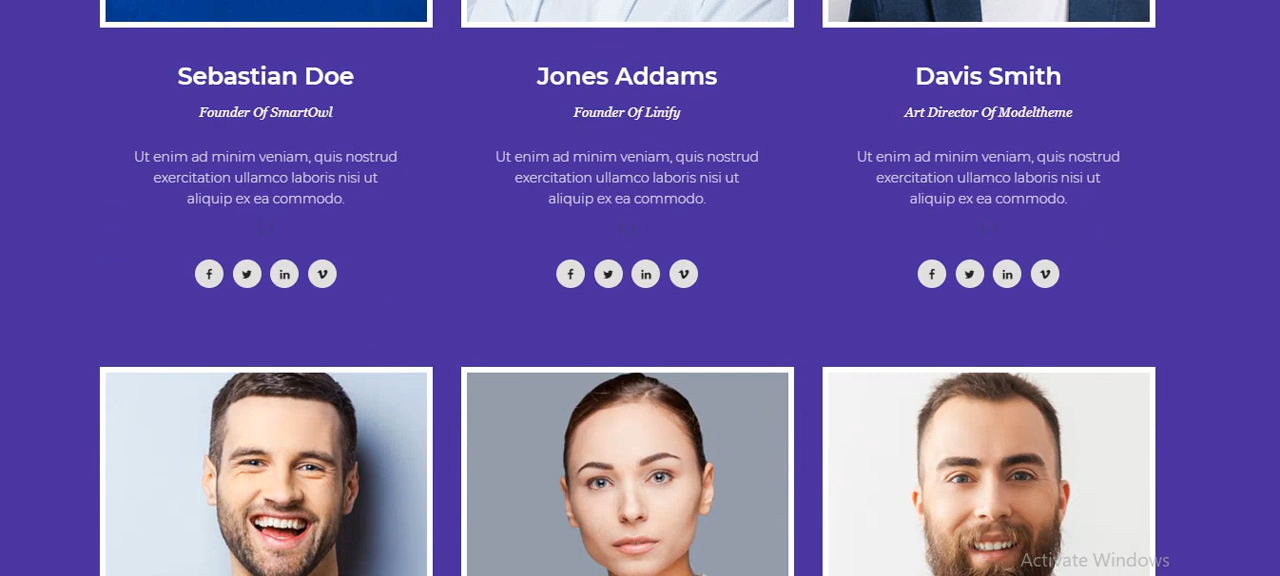 Sebastian Doe
Founder Of SmartOwl
Ut enim ad minim veniam, quis nostrud
exercitation ullamco laboris nisi ut
aliquip ex ea commodo.
Jones Addams
Founder Of Linify
Ut enim ad minim veniam, quis nostrud
exercitation ullamco laboris nisi ut
aliquip ex ea commodo.
Davis Smith
Art Director Of Modeltheme
Ut enim ad minim veniam, quis nostrud
exercitation ullamco laboris nisi ut
aliquip ex ea commodo.
Activate Windows